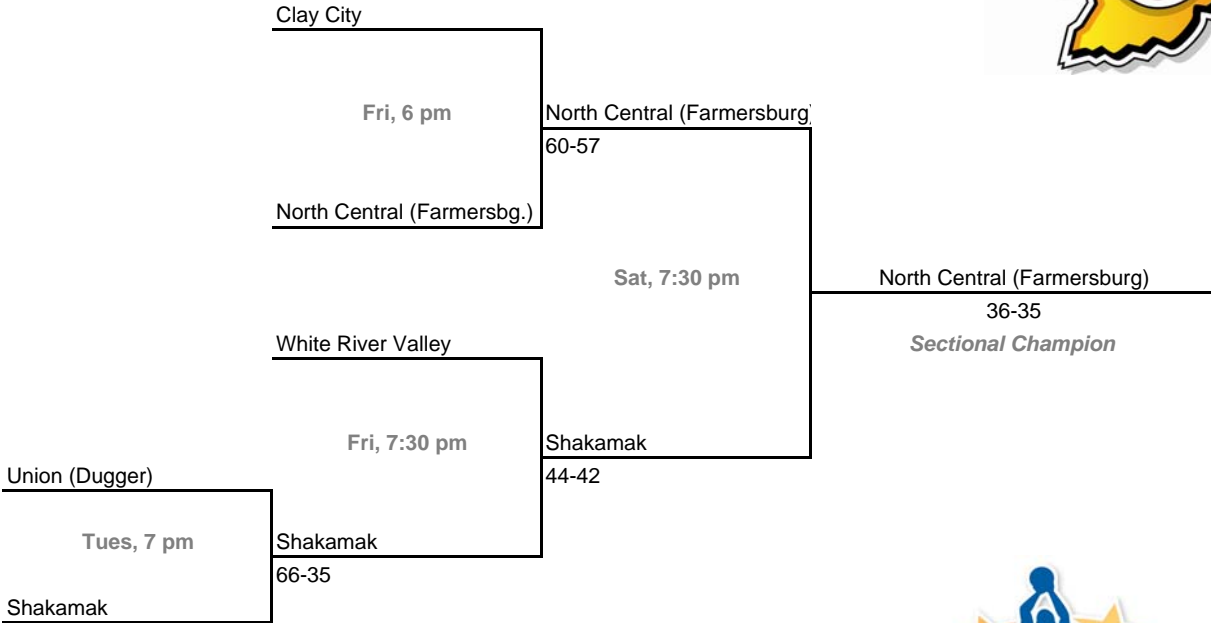 Clay City
Fri, 6 pm
North Central (Farmersburg)
60-57
North Central (Farmersbg.)
Sat, 7:30 pm
North Central (Farmersburg)
36-35
Sectional Champion
White River Valley
Fri, 7:30 pm
Shakamak
44-42
Union (Dugger)
Tues, 7 pm
Shakamak
66-35
Shakamak